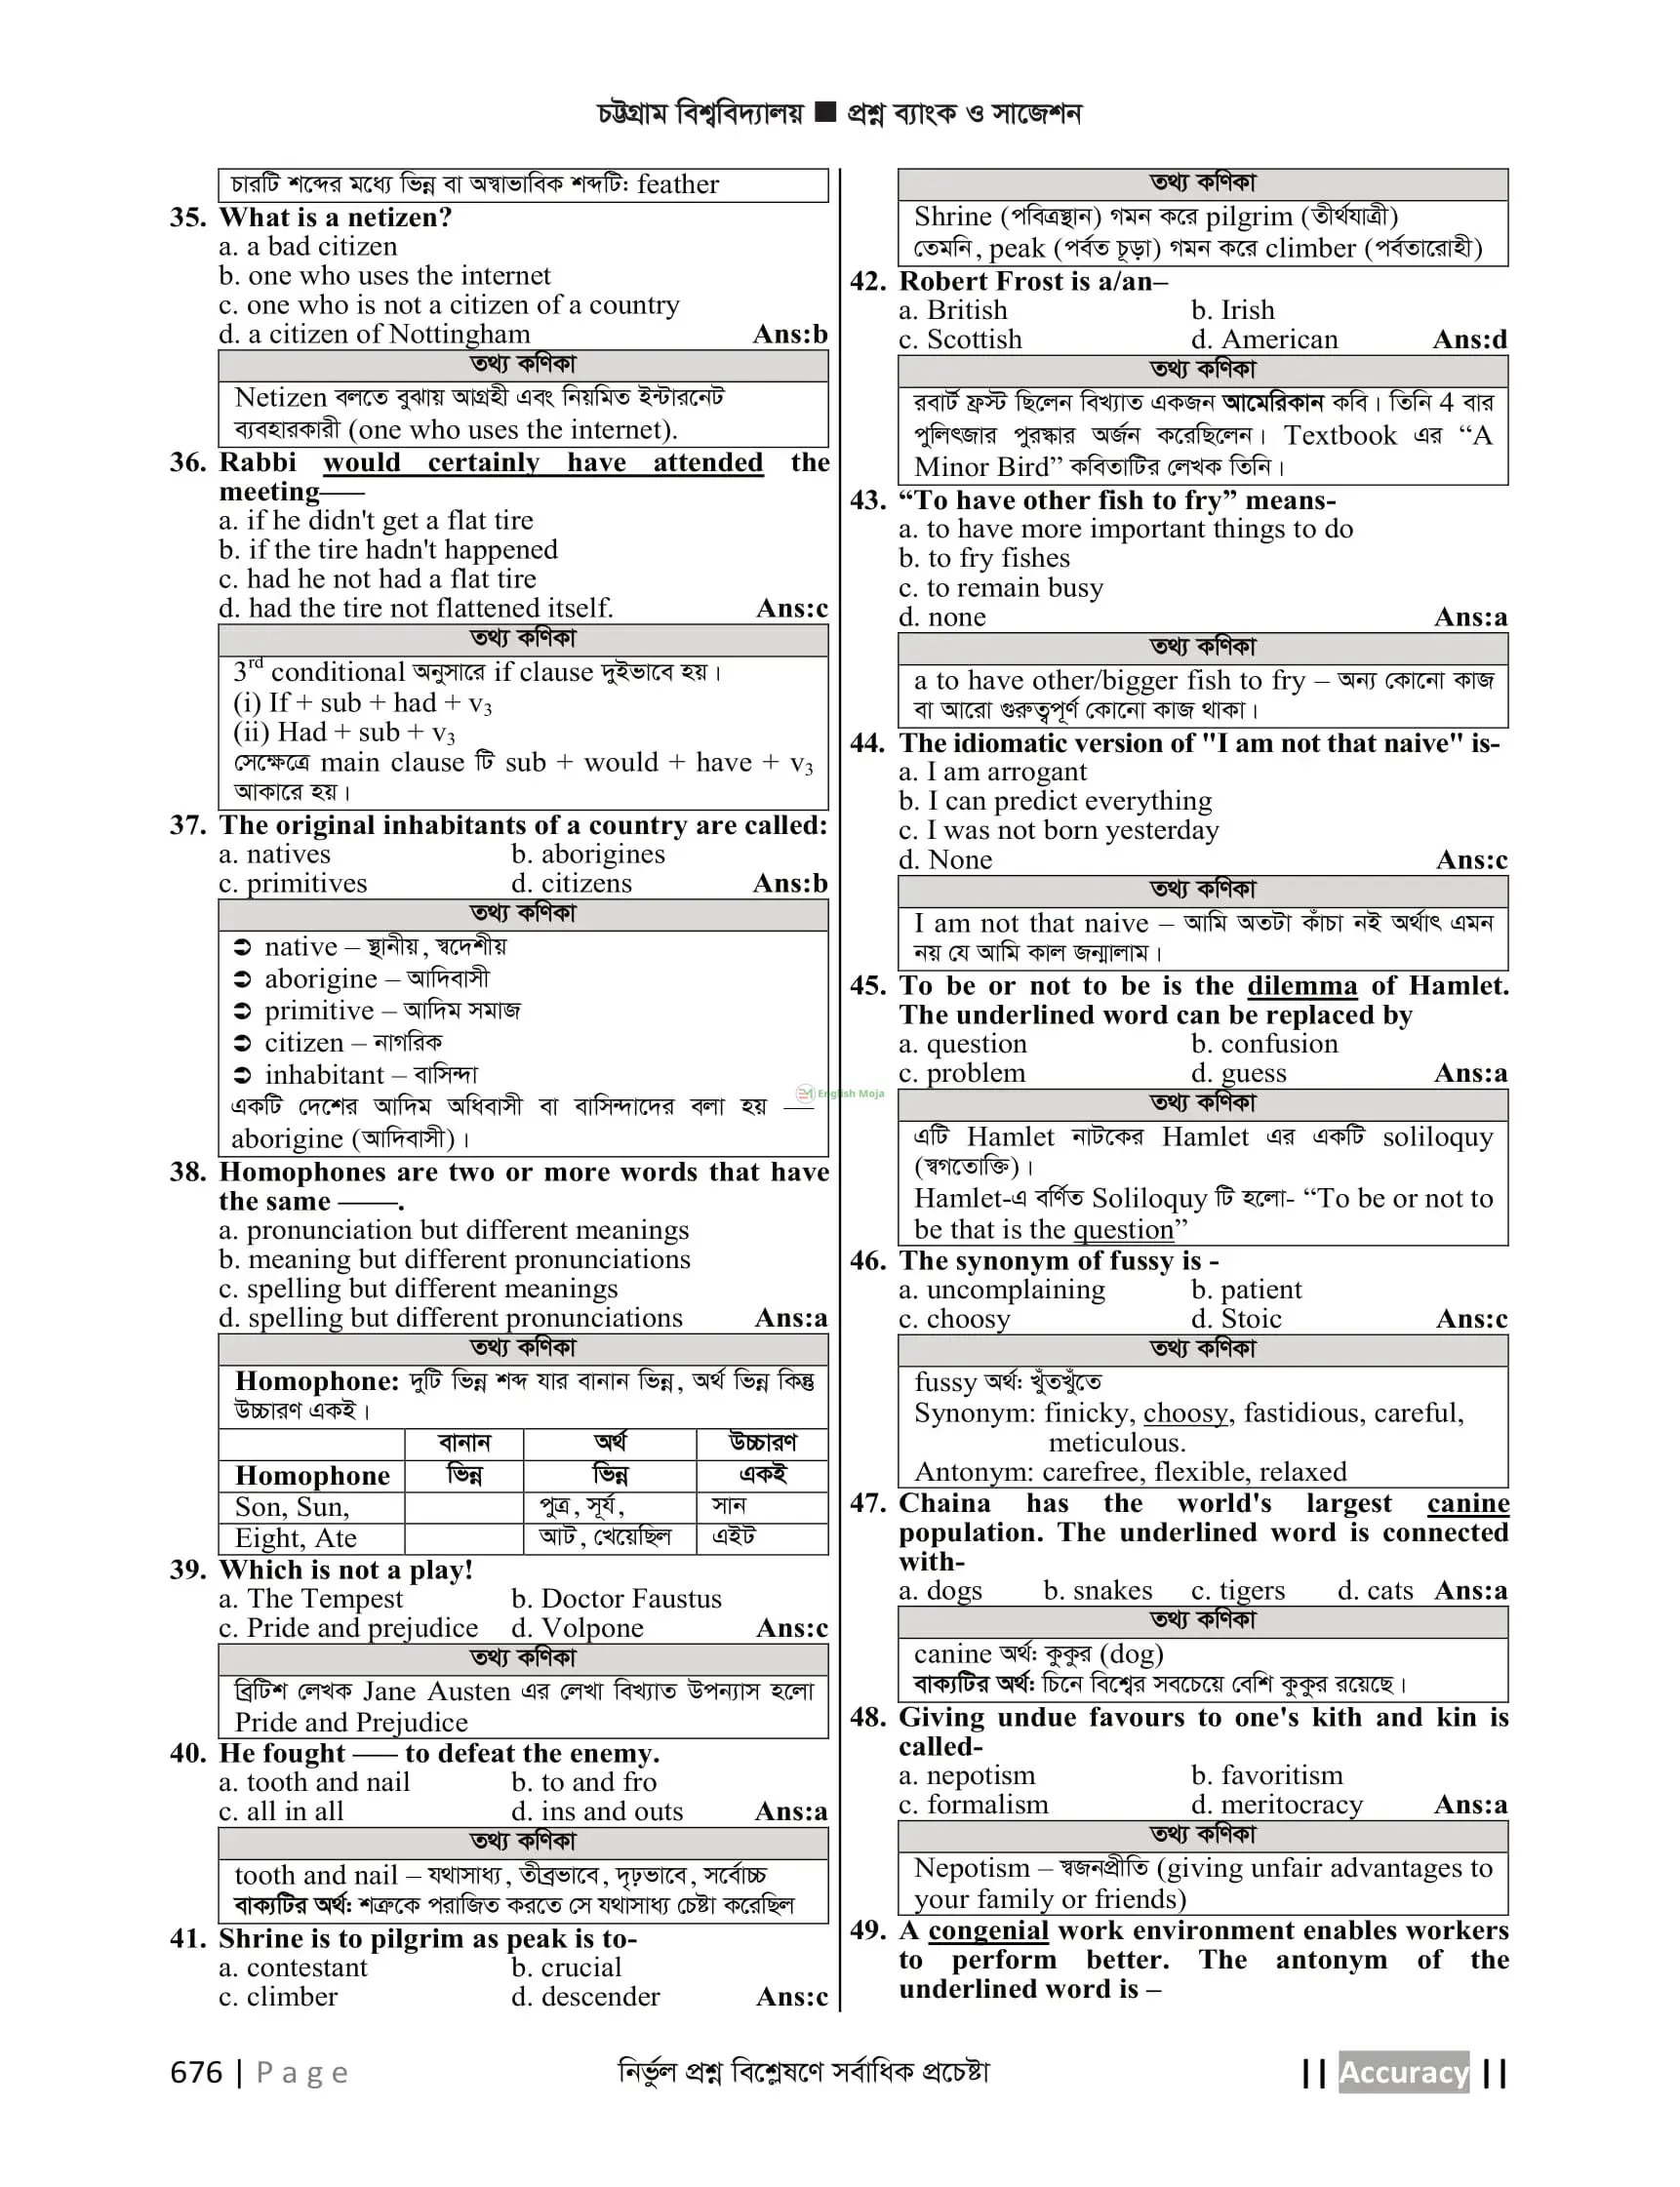 চট্টগ্রাম বিশ্ববিদ্যালয় ■ প্রশ্ন ব্যাংক ও সাজেশন
চারটি শব্দের মধ্যে ভিন্ন বা অস্বাভাবিক শব্দটি: feather
35. What is a netizen?
a. a bad citizen
b. one who uses the internet
c. one who is not a citizen of a country
d. a citizen of Nottingham Ans:b
তথ্য কণিকা
Netizen বলতে বুঝায় আগ্রহী এবং নিয়মিত ইন্টারনেট
ব্যবহারকারী (one who uses the internet).
36. Rabbi would certainly have attended the
meeting–––
a. if he didn't get a flat tire
b. if the tire hadn't happened
c. had he not had a flat tire
d. had the tire not flattened itself. Ans:c
তথ্য কণিকা
3rd conditional অনুসারে if clause দুইভাবে হয়।
(i) If + sub + had + v3
(ii) Had + sub + v3
সেক্ষেত্রে main clause টি sub + would + have + v3
আকারে হয়।
37. The original inhabitants of a country are called:
a. natives b. aborigines
c. primitives d. citizens Ans:b
তথ্য কণিকা
➲ native – স্থানীয়, স্বদেশীয়
➲ aborigine – আদিবাসী
➲ primitive – আদিম সমাজ
➲ citizen – নাগরিক
➲ inhabitant – বাসিন্দা
একটি দেশের আদিম অধিবাসী বা বাসিন্দাদের বলা হয় —
aborigine (আদিবাসী)।
38. Homophones are two or more words that have
the same ––––.
a. pronunciation but different meanings
b. meaning but different pronunciations
c. spelling but different meanings
d. spelling but different pronunciations Ans:a
তথ্য কণিকা
Homophone: দুটি ভিন্ন শব্দ যার বানান ভিন্ন, অর্থ ভিন্ন কিন্তু
উচ্চারণ একই।
বানান অর্থ উচ্চারণ
Homophone ভিন্ন ভিন্ন একই
Son, Sun, পুত্র, সূর্য, সান
Eight, Ate আট, খেয়েছিল এইট
39. Which is not a play!
a. The Tempest b. Doctor Faustus
c. Pride and prejudice d. Volpone Ans:c
তথ্য কণিকা
ব্রিটিশ লেখক Jane Austen এর লেখা বিখ্যাত উপন্যাস হলো
Pride and Prejudice
40. He fought ––– to defeat the enemy.
a. tooth and nail b. to and fro
c. all in all d. ins and outs Ans:a
তথ্য কণিকা
tooth and nail – যথাসাধ্য, তীব্রভাবে, দৃঢ়ভাবে, সর্বোচ্চ
বাক্যটির অর্থ: শত্রুকে পরাজিত করতে সে যথাসাধ্য চেষ্টা করেছিল
41. Shrine is to pilgrim as peak is to-
a. contestant b. crucial
c. climber d. descender Ans:c
তথ্য কণিকা
Shrine (পবিত্রস্থান) গমন করে pilgrim (তীর্থযাত্রী)
তেমনি, peak (পর্বত চূড়া) গমন করে climber (পর্বতারোহী)
42. Robert Frost is a/an–
a. British b. Irish
c. Scottish d. American Ans:d
তথ্য কণিকা
রবার্ট ফ্রস্ট ছিলেন বিখ্যাত একজন আমেরিকান কবি। তিনি 4 বার
পুলিৎজার পুরস্কার অর্জন করেছিলেন। Textbook এর “A
Minor Bird” কবিতাটির লেখক তিনি।
43. “To have other fish to fry” means-
a. to have more important things to do
b. to fry fishes
c. to remain busy
d. none Ans:a
তথ্য কণিকা
a to have other/bigger fish to fry – অন্য কোনো কাজ
বা আরো গুরুত্বপূর্ণ কোনো কাজ থাকা।
44. The idiomatic version of "I am not that naive" is-
a. I am arrogant
b. I can predict everything
c. I was not born yesterday
d. None Ans:c
তথ্য কণিকা
I am not that naive – আমি অতটা কাঁচা নই অর্থাৎ এমন
নয় যে আমি কাল জন্মালাম।
45. To be or not to be is the dilemma of Hamlet.
The underlined word can be replaced by
a. question b. confusion
c. problem d. guess Ans:a
English Moja
তথ্য কণিকা
এটি Hamlet নাটকের Hamlet এর একটি soliloquy
(স্বগতোক্তি)।
Hamlet-এ বর্ণিত Soliloquy টি হলো- “To be or not to
be that is the question”
46. The synonym of fussy is -
a. uncomplaining b. patient
c. choosy d. Stoic Ans:c
তথ্য কণিকা
fussy অর্থ: খুঁতখুঁতে
Synonym: finicky, choosy, fastidious, careful,
meticulous.
Antonym: carefree, flexible, relaxed
47. Chaina has the world's largest canine
population. The underlined word is connected
with-
a. dogs b. snakes c. tigers d. cats Ans:a
তথ্য কণিকা
canine অর্থ: কুকুর (dog)
বাক্যটির অর্থ: চিনে বিশ্বের সবচেয়ে বেশি কুকুর রয়েছে।
48. Giving undue favours to one's kith and kin is
called-
a. nepotism b. favoritism
c. formalism d. meritocracy Ans:a
তথ্য কণিকা
Nepotism – স্বজনপ্রীতি (giving unfair advantages to
your family or friends)
49. A congenial work environment enables workers
to perform better. The antonym of the
underlined word is –
676 | Page নির্ভুল প্রশ্ন বিশ্লেষণে সর্বাধিক প্রচেষ্টা || Accuracy ||